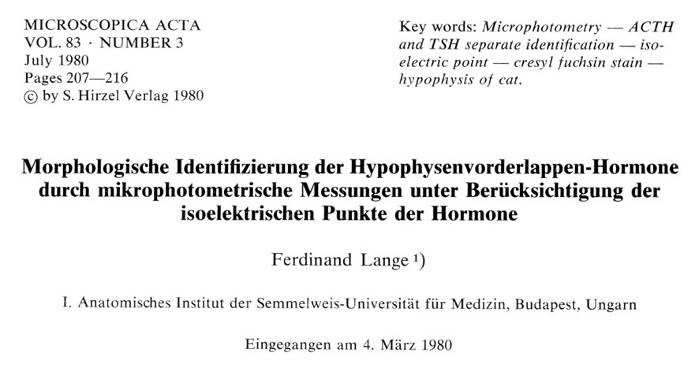 MICROSCOPICA ACTA
VOL. 83 · NUMBER 3
July 1980
Pages 207—216
© by S. Hirzel Verlag 1980
Key words: Microphotometry — ACTH
and TSH separate identification — iso-
electric point — cresyl fuchsin stain —
hypophysis of cat.
Morphologische Identifizierung der Hypophysenvorderlappen-Hormone
durch mikrophotometrische Messungen unter Berücksichtigung der
isoelektrischen Punkte der Hormone
Ferdinand Lange ¹)
I. Anatomisches Institut der Semmelweis-Universität für Medizin, Budapest, Ungarn
Eingegangen am 4. März 1980